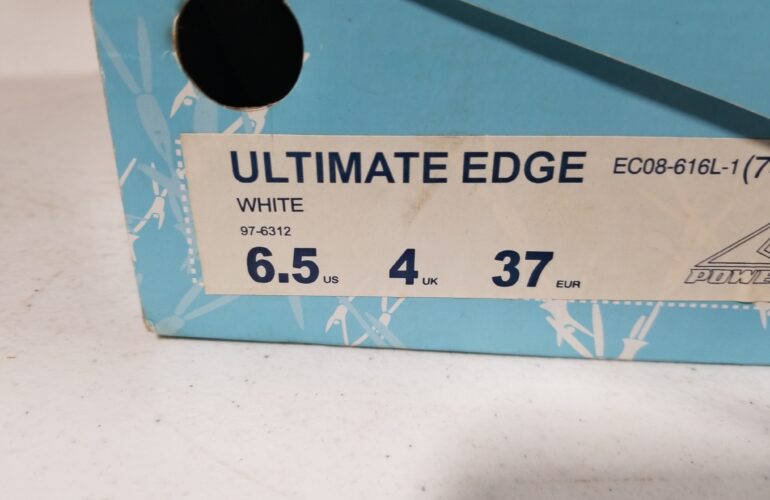 ULTIMATE EDGE EC08-616L-1
WHITE
97-6312
6.5 US 4 UK 37 EUR